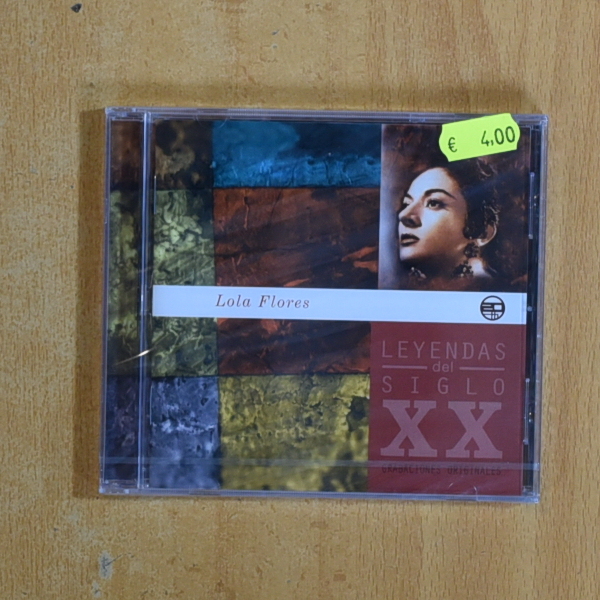 € 4,00
Lola Flores
LEYENDAS
del
SIGLO
XX
GRABACIONES ORIGINALES